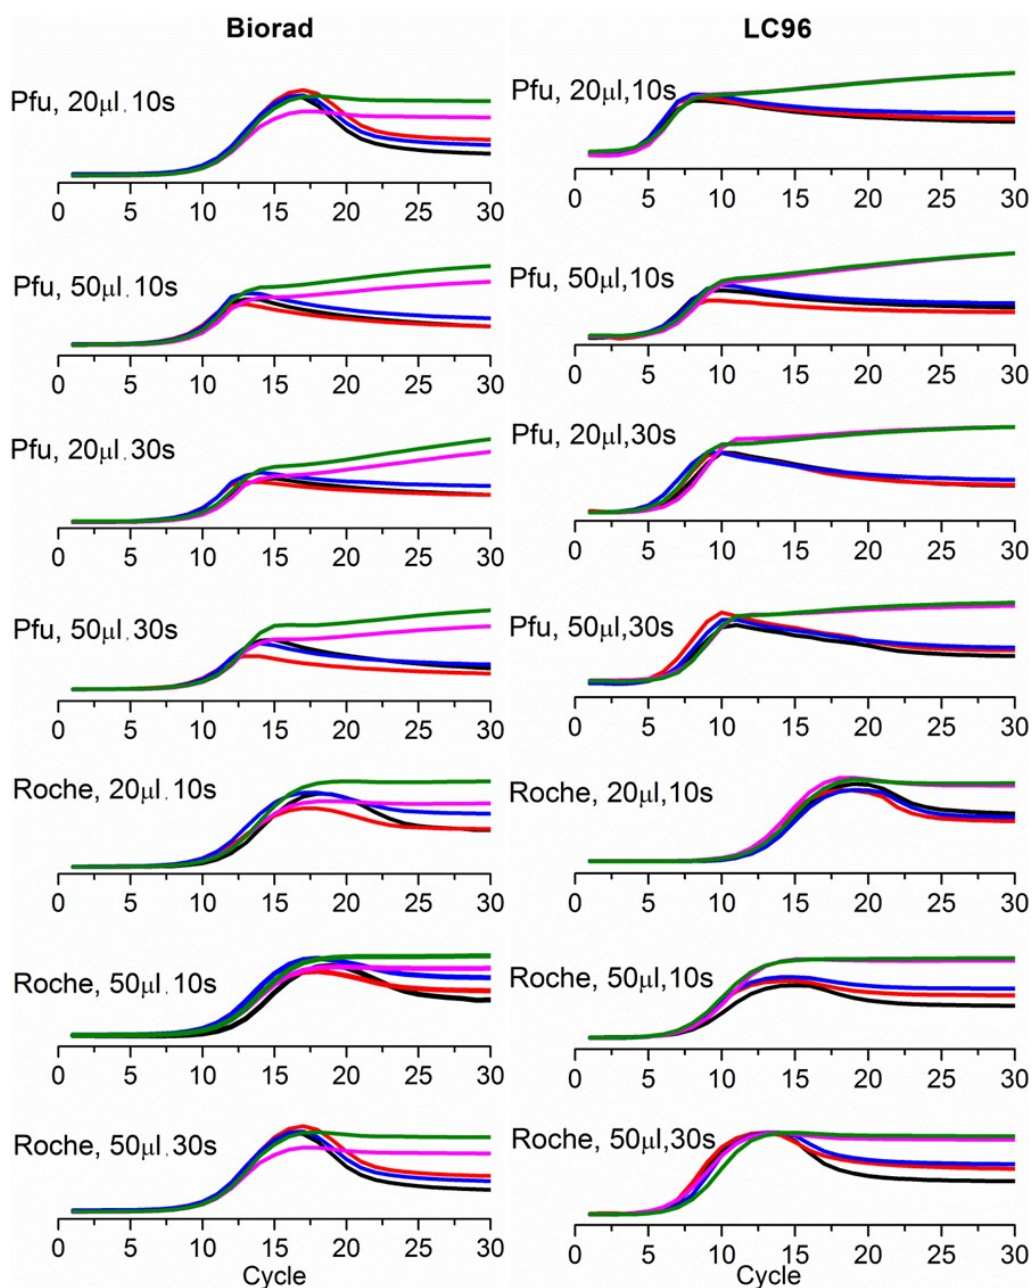 Biorad
LC96
Pfu, 20µl,10s
0 5 10 15 20 25 30
Pfu, 20µl,10s
0 5 10 15 20 25 30
Pfu, 50µl,10s
0 5 10 15 20 25 30
Pfu, 50µl,10s
0 5 10 15 20 25 30
Pfu, 20µl,30s
0 5 10 15 20 25 30
Pfu, 20µl,30s
0 5 10 15 20 25 30
Pfu, 50µl,30s
0 5 10 15 20 25 30
Pfu, 50µl,30s
0 5 10 15 20 25 30
Roche, 20µl,10s
0 5 10 15 20 25 30
Roche, 20µl,10s
0 5 10 15 20 25 30
Roche, 50µl,10s
0 5 10 15 20 25 30
Roche, 50µl,10s
0 5 10 15 20 25 30
Roche, 50µl,30s
0 5 10 15 20 25 30
Cycle
Roche, 50µl,30s
0 5 10 15 20 25 30
Cycle